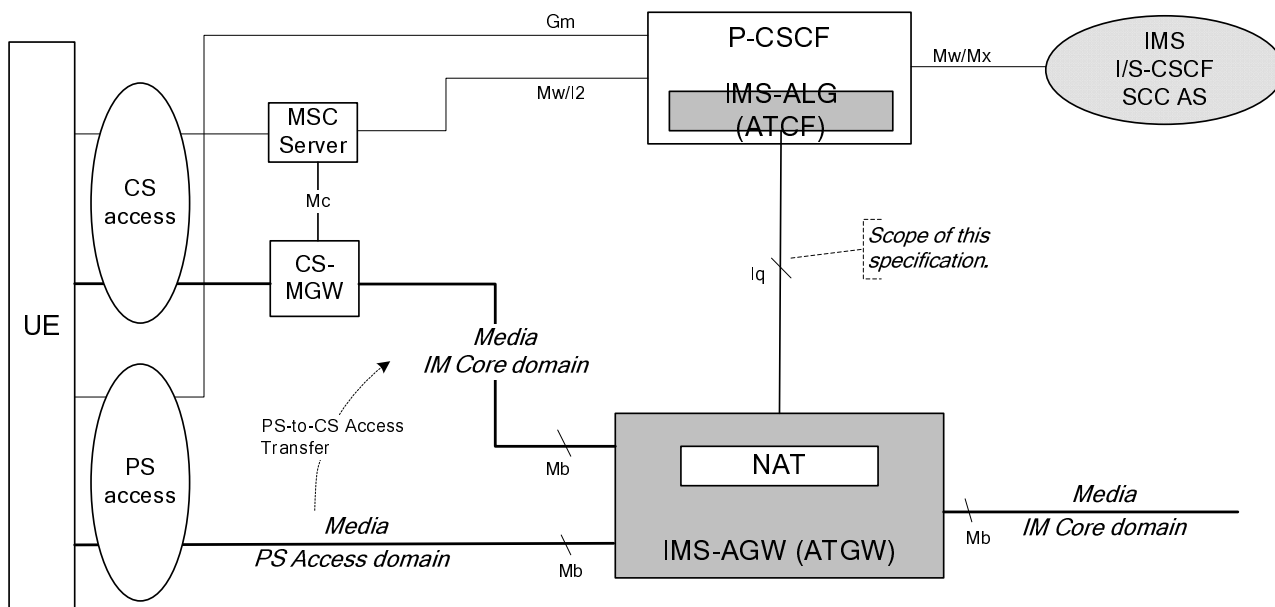 Gm
P-CSCF
IMS-ALG
(ATCF)
Mw/Mx
IMS
I/S-CSCF
SCC AS
Mw/I2
MSC
Server
CS
access
Mc
Scope of this
specification.
Iq
CS-
MGW
UE
Media
IM Core domain
PS-to-CS Access
Transfer
PS
access
Mb
NAT
Media
IM Core domain
Mb
Media
PS Access domain
Mb
IMS-AGW (ATGW)